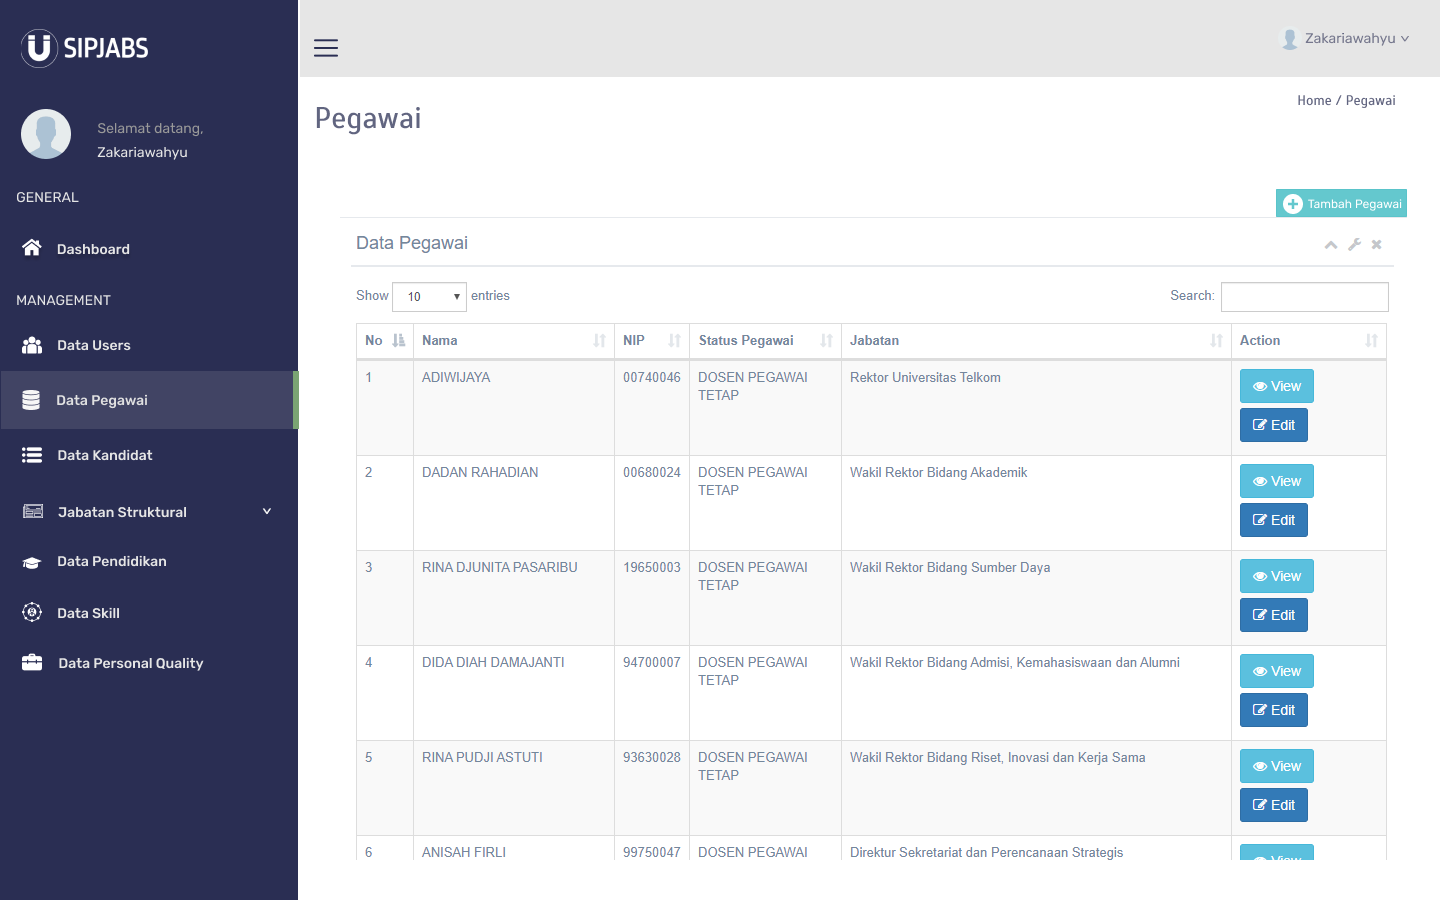 SIPJABS
Zakariawahyu
Selamat datang,
Zakariawahyu
GENERAL
Dashboard
MANAGEMENT
Data Users
Data Pegawai
Data Kandidat
Jabatan Struktural
Data Pendidikan
Data Skill
Data Personal Quality
Pegawai
Home / Pegawai
Tambah Pegawai
Data Pegawai
Show 10 entries
Search:
No Nama NIP Status Pegawai Jabatan Action
1 ADIWIJAYA 00740046 DOSEN PEGAWAI Rektor Universitas Telkom View
TETAP
Edit
2 DADAN RAHADIAN 00680024 DOSEN PEGAWAI Wakil Rektor Bidang Akademik View
TETAP
Edit
3 RINA DJUNITA PASARIBU 19650003 DOSEN PEGAWAI Wakil Rektor Bidang Sumber Daya View
TETAP
Edit
4 DIDA DIAH DAMAJANTI 94700007 DOSEN PEGAWAI Wakil Rektor Bidang Admisi, Kemahasiswaan dan Alumni View
TETAP
Edit
5 RINA PUDJI ASTUTI 93630028 DOSEN PEGAWAI Wakil Rektor Bidang Riset, Inovasi dan Kerja Sama View
TETAP
Edit
6 ANISAH FIRLI 99750047 DOSEN PEGAWAI Direktur Sekretariat dan Perencanaan Strategis View